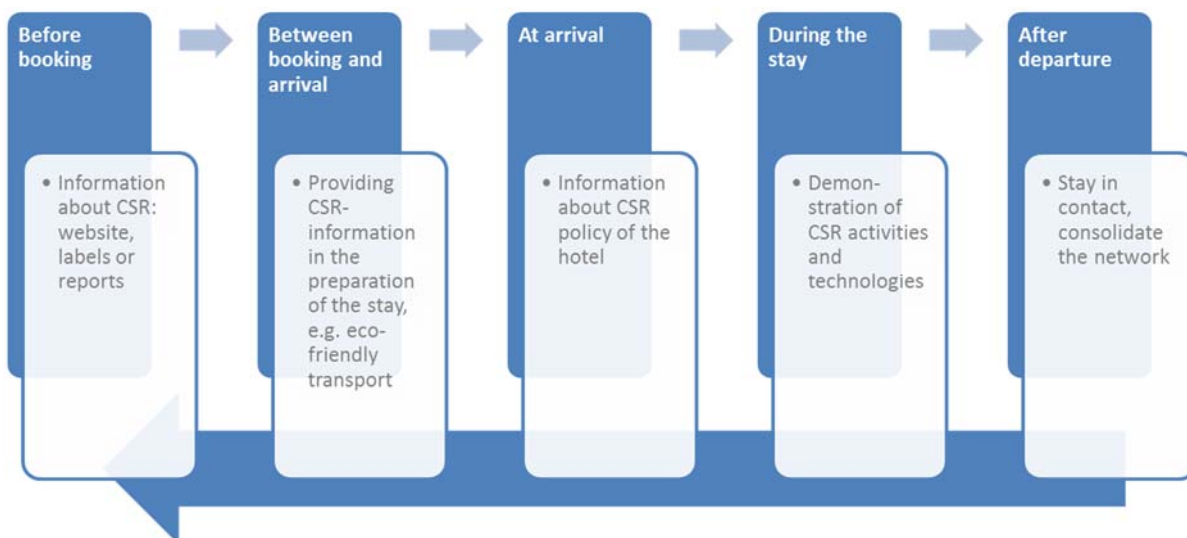 Before
booking
Between
booking and
arrival
At arrival
During the
stay
After
departure
• Information
about CSR:
website,
labels or
reports
• Providing
CSR-
information
in the
preparation
of the stay,
e.g. eco-
friendly
transport
• Information
about CSR
policy of the
hotel
• Demon-
stration of
CSR activities
and
technologies
• Stay in
contact,
consolidate
the network